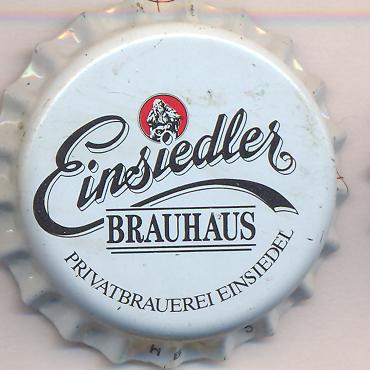 Einsiedler
BRAUHAUS
PRIVATBRAUEREI EINSIEDEL